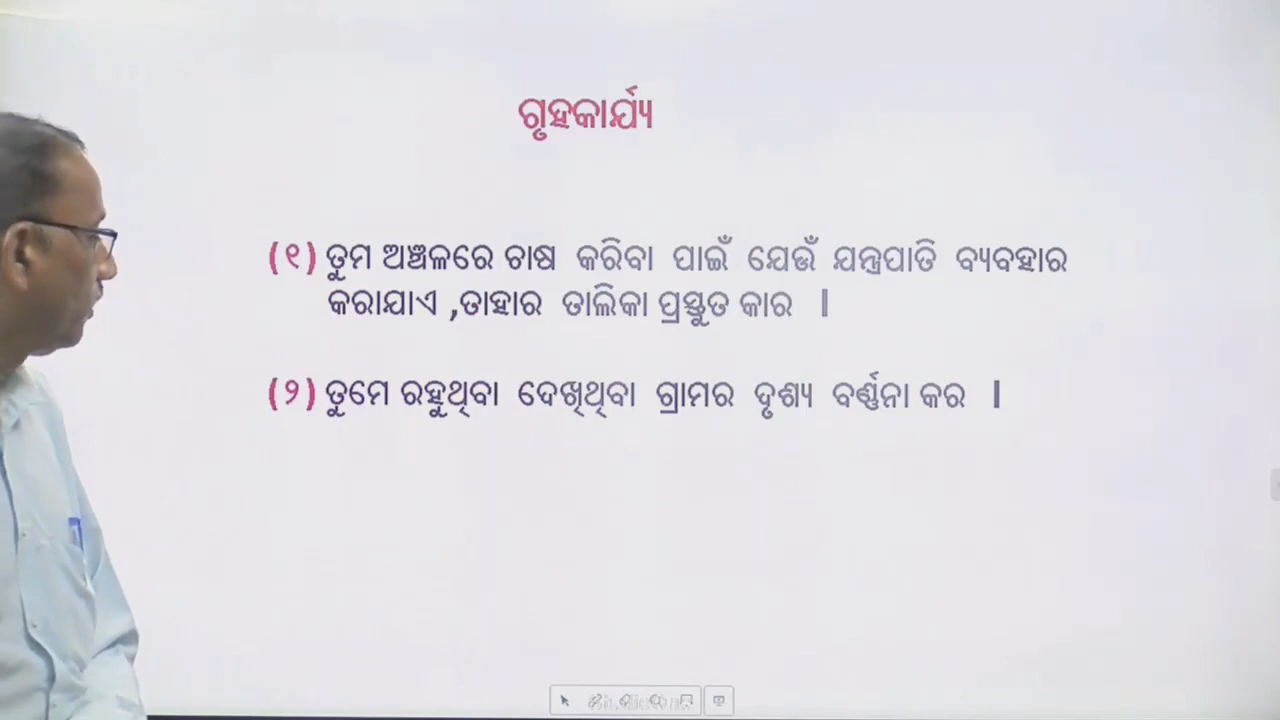 ଗୃହକାର୍ଯ୍ୟ
(୧) ତୁମ ଅଞ୍ଚଳରେ ଚାଷ କରିବା ପାଇଁ ଯେଉଁ ଯନ୍ତ୍ରପାତି ବ୍ୟବହାର
କରାଯାଏ ,ତାହାର ତାଲିକା ପ୍ରସ୍ତୁତ କାର ।
(୨) ତୁମେ ରହୁଥିବା ଦେଖିଥିବା ଗ୍ରାମର ଦୃଶ୍ୟ ବର୍ଣ୍ଣନା କର ।